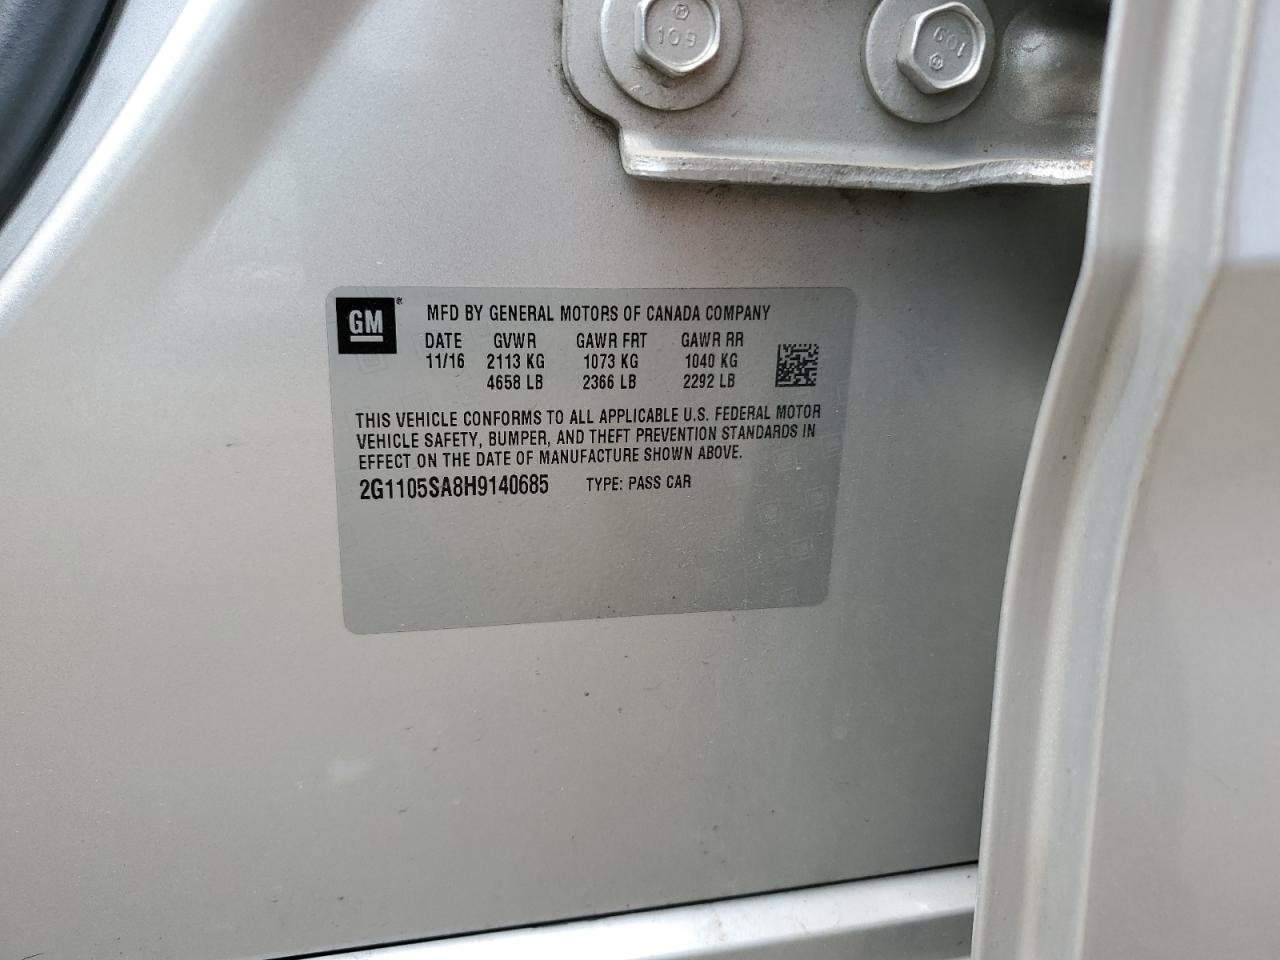 109
109
GM
MFD BY GENERAL MOTORS OF CANADA COMPANY
DATE GVWR GAWR FRT GAWR RR
11/16 2113 KG 1073 KG 1040 KG
4658 LB 2366 LB 2292 LB
THIS VEHICLE CONFORMS TO ALL APPLICABLE U.S. FEDERAL MOTOR
VEHICLE SAFETY, BUMPER, AND THEFT PREVENTION STANDARDS IN
EFFECT ON THE DATE OF MANUFACTURE SHOWN ABOVE.
2G1105SA8H9140685 TYPE: PASS CAR